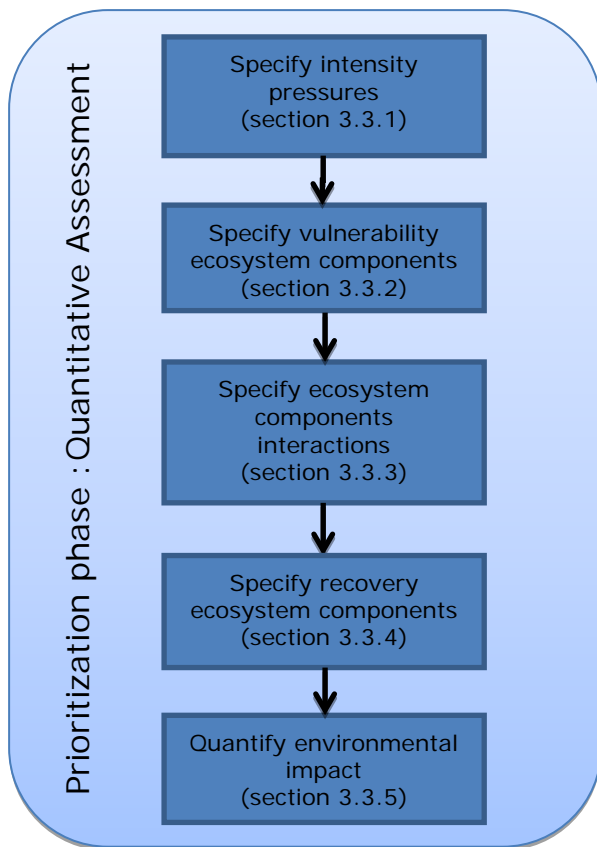 Prioritization phase : Quantitative Assessment
Specify intensity
pressures
(section 3.3.1)
Specify vulnerability
ecosystem components
(section 3.3.2)
Specify ecosystem
components
interactions
(section 3.3.3)
Specify recovery
ecosystem components
(section 3.3.4)
Quantify environmental
impact
(section 3.3.5)